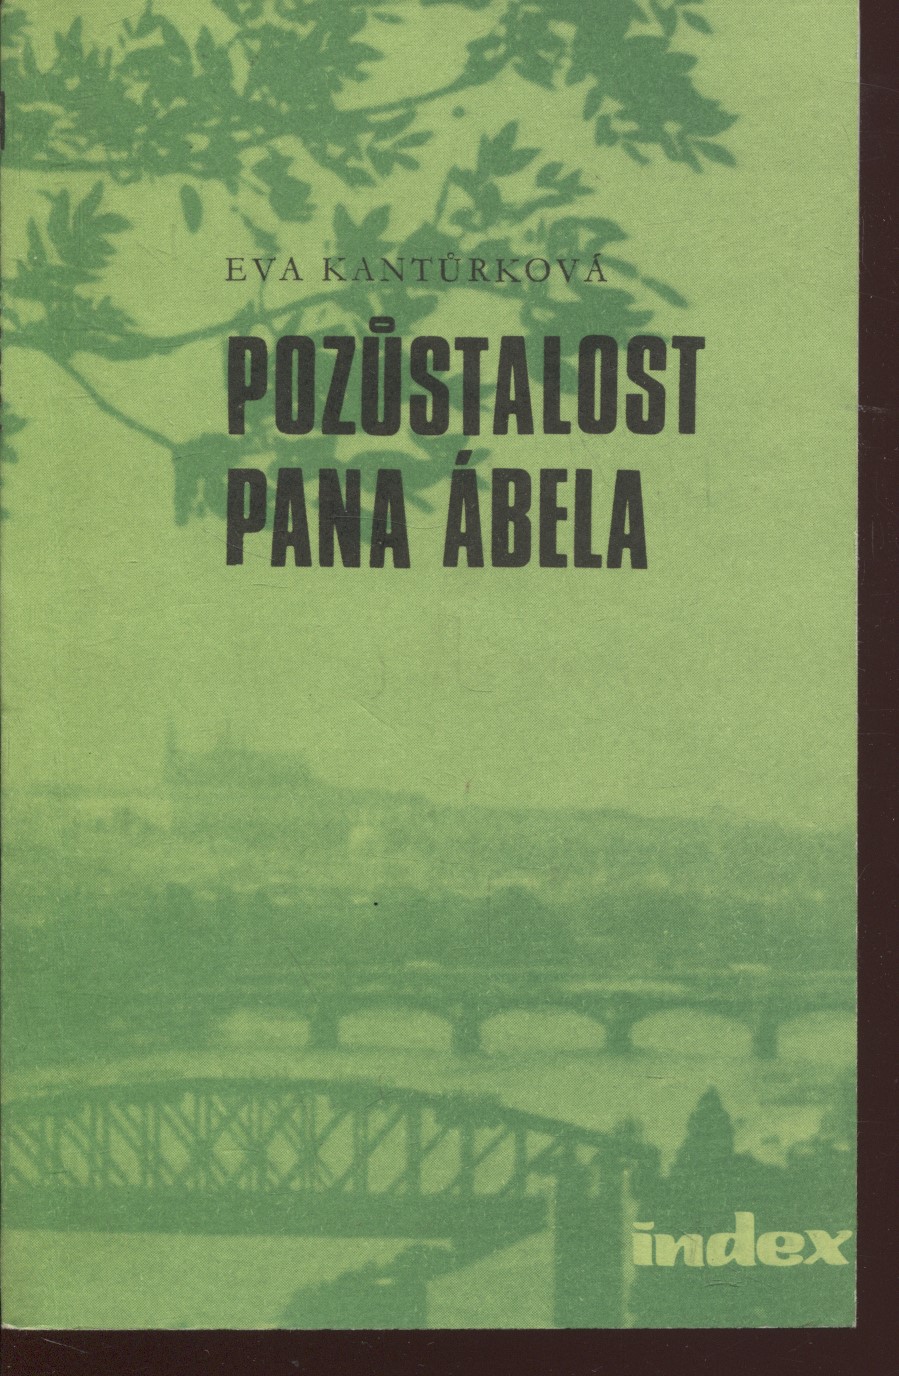 EVA KANTŮRKOVÁ
POZŮSTALOST
PANA ÁBELA
index